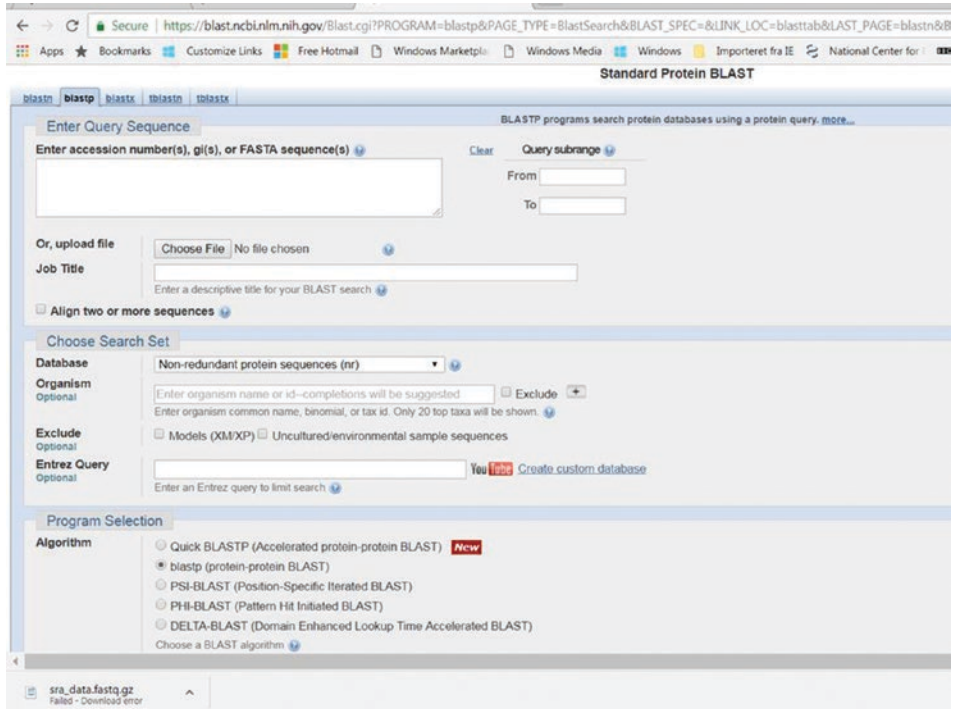 Secure | https://blast.ncbi.nlm.nih.gov/Blast.cgi?PROGRAM=blastp&PAGE_TYPE=BlastSearch&BLAST_SPEC=&LINK_LOC=blasttab&LAST_PAGE=blastn&B
Apps Bookmarks Customize Links Free Hotmail Windows Marketpla Windows Media Windows Importeret fra IE National Center for
Standard Protein BLAST
blastn blastp blastx tblastn tblastx
Enter Query Sequence
BLASTP programs search protein databases using a protein query. more...
Enter accession number(s), gi(s), or FASTA sequence(s)
Clear
Query subrange
From
To
Or, upload file
Choose File No file chosen
Job Title
Enter a descriptive title for your BLAST search
Align two or more sequences
Choose Search Set
Database
Non-redundant protein sequences (nr)
Organism
Optional
Enter organism name or id--completions will be suggested
Exclude +
Enter organism common name, binomial, or tax id. Only 20 top taxa will be shown.
Exclude
Optional
Models (XM/XP) Uncultured/environmental sample sequences
Entrez Query
Optional
YouTube Create custom database
Enter an Entrez query to limit search
Program Selection
Algorithm
Quick BLASTP (Accelerated protein-protein BLAST) New
blastp (protein-protein BLAST)
PSI-BLAST (Position-Specific Iterated BLAST)
PHI-BLAST (Pattern Hit Initiated BLAST)
DELTA-BLAST (Domain Enhanced Lookup Time Accelerated BLAST)
Choose a BLAST algorithm
sra_data.fastq.gz
Failed - Download error